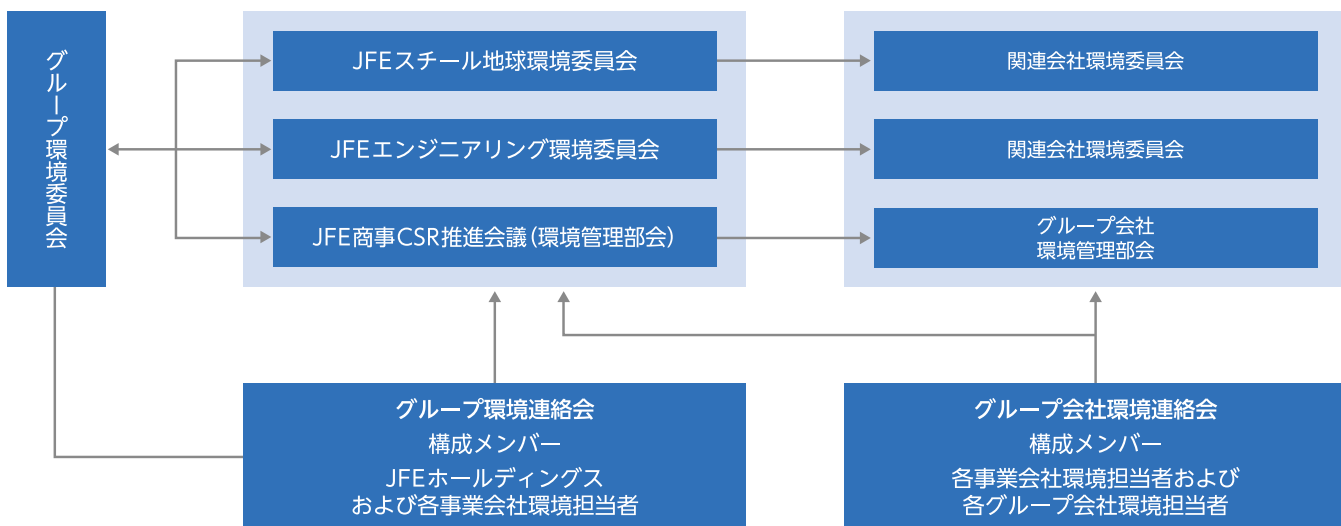 グループ環境委員会
JFEスチール地球環境委員会
関連会社環境委員会
JFEエンジニアリング環境委員会
関連会社環境委員会
JFE商事CSR推進会議（環境管理部会）
グループ会社
環境管理部会
グループ環境連絡会
構成メンバー
JFEホールディングス
および各事業会社環境担当者
グループ会社環境連絡会
構成メンバー
各事業会社環境担当者および
各グループ会社環境担当者